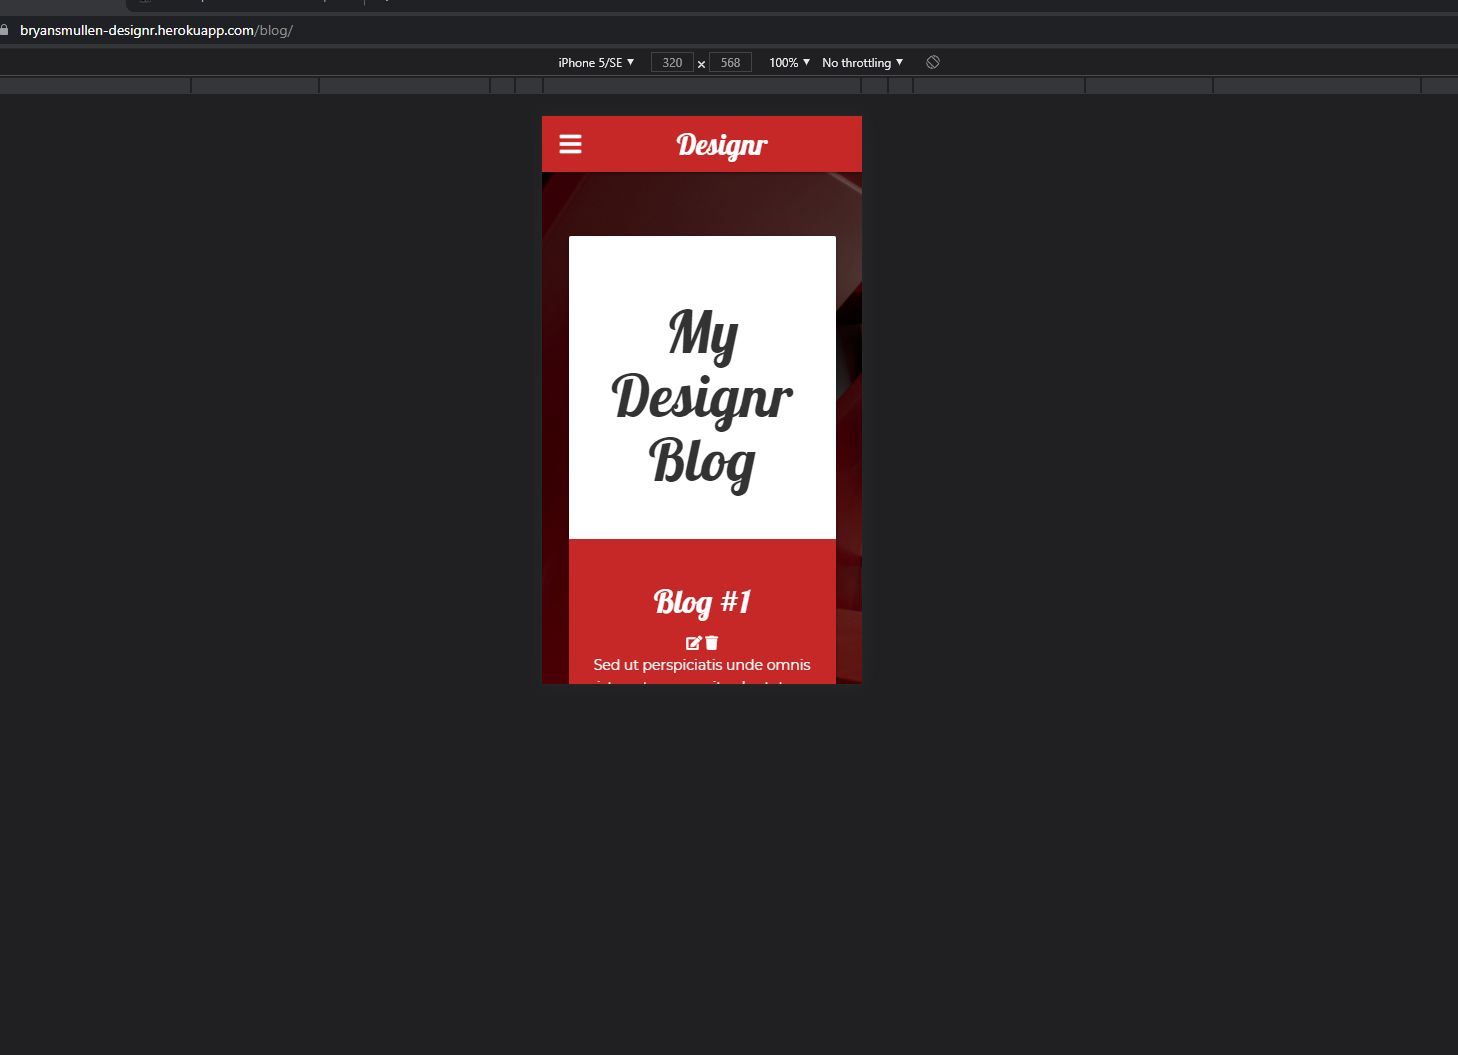 bryansmullen-designr.herokuapp.com/blog/
iPhone 5/SE ▼ 320 × 568 100% ▼ No throttling ▼
Designr
My
Designr
Blog
Blog #1
Sed ut perspiciatis unde omnis